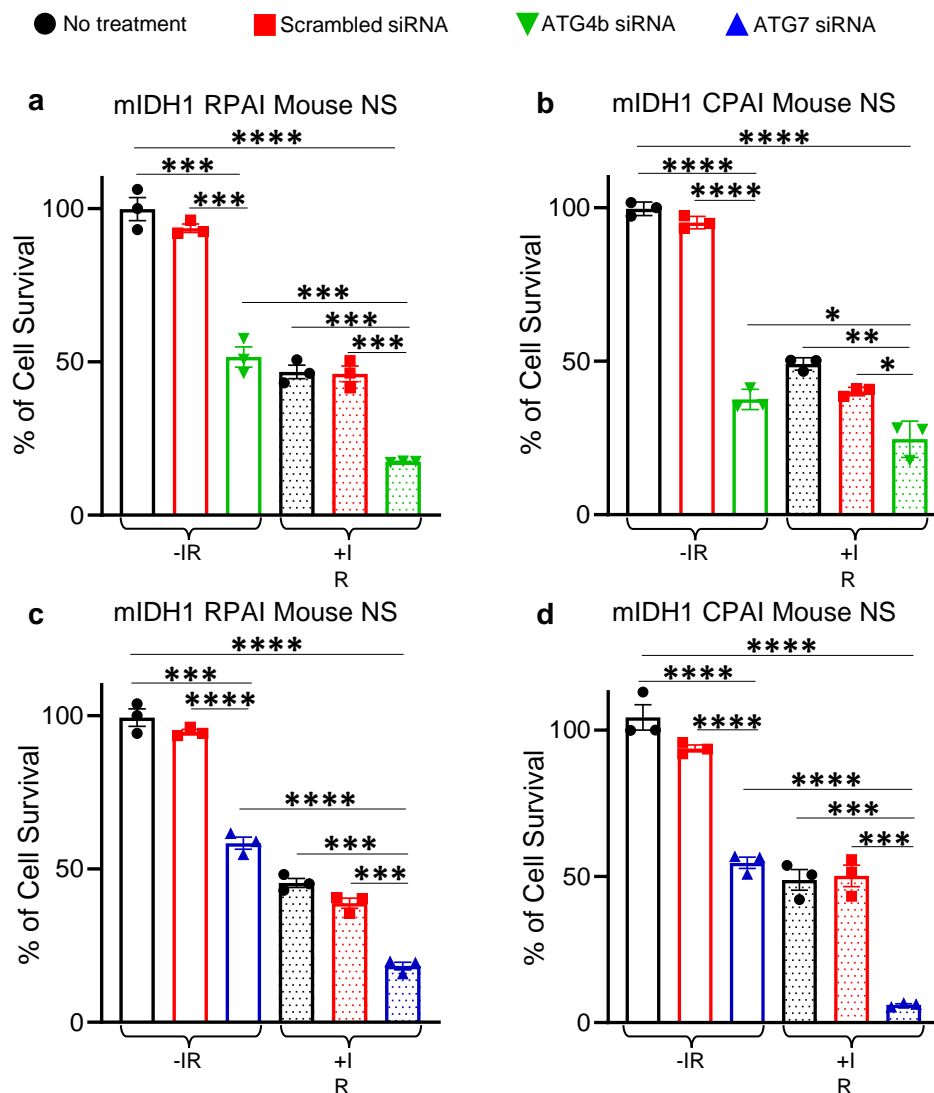 No treatment Scrambled siRNA ATG4b siRNA ATG7 siRNA
a mIDH1 RPAI Mouse NS
****
***
***
***
***
***
% of Cell Survival
100
50
0
-IR +I
R
b mIDH1 CPAI Mouse NS
****
****
****
*
**
*
% of Cell Survival
100
50
0
-IR +I
R
c mIDH1 RPAI Mouse NS
****
***
****
****
***
***
% of Cell Survival
100
50
0
-IR +I
R
d mIDH1 CPAI Mouse NS
****
****
****
****
***
***
% of Cell Survival
100
50
0
-IR +I
R